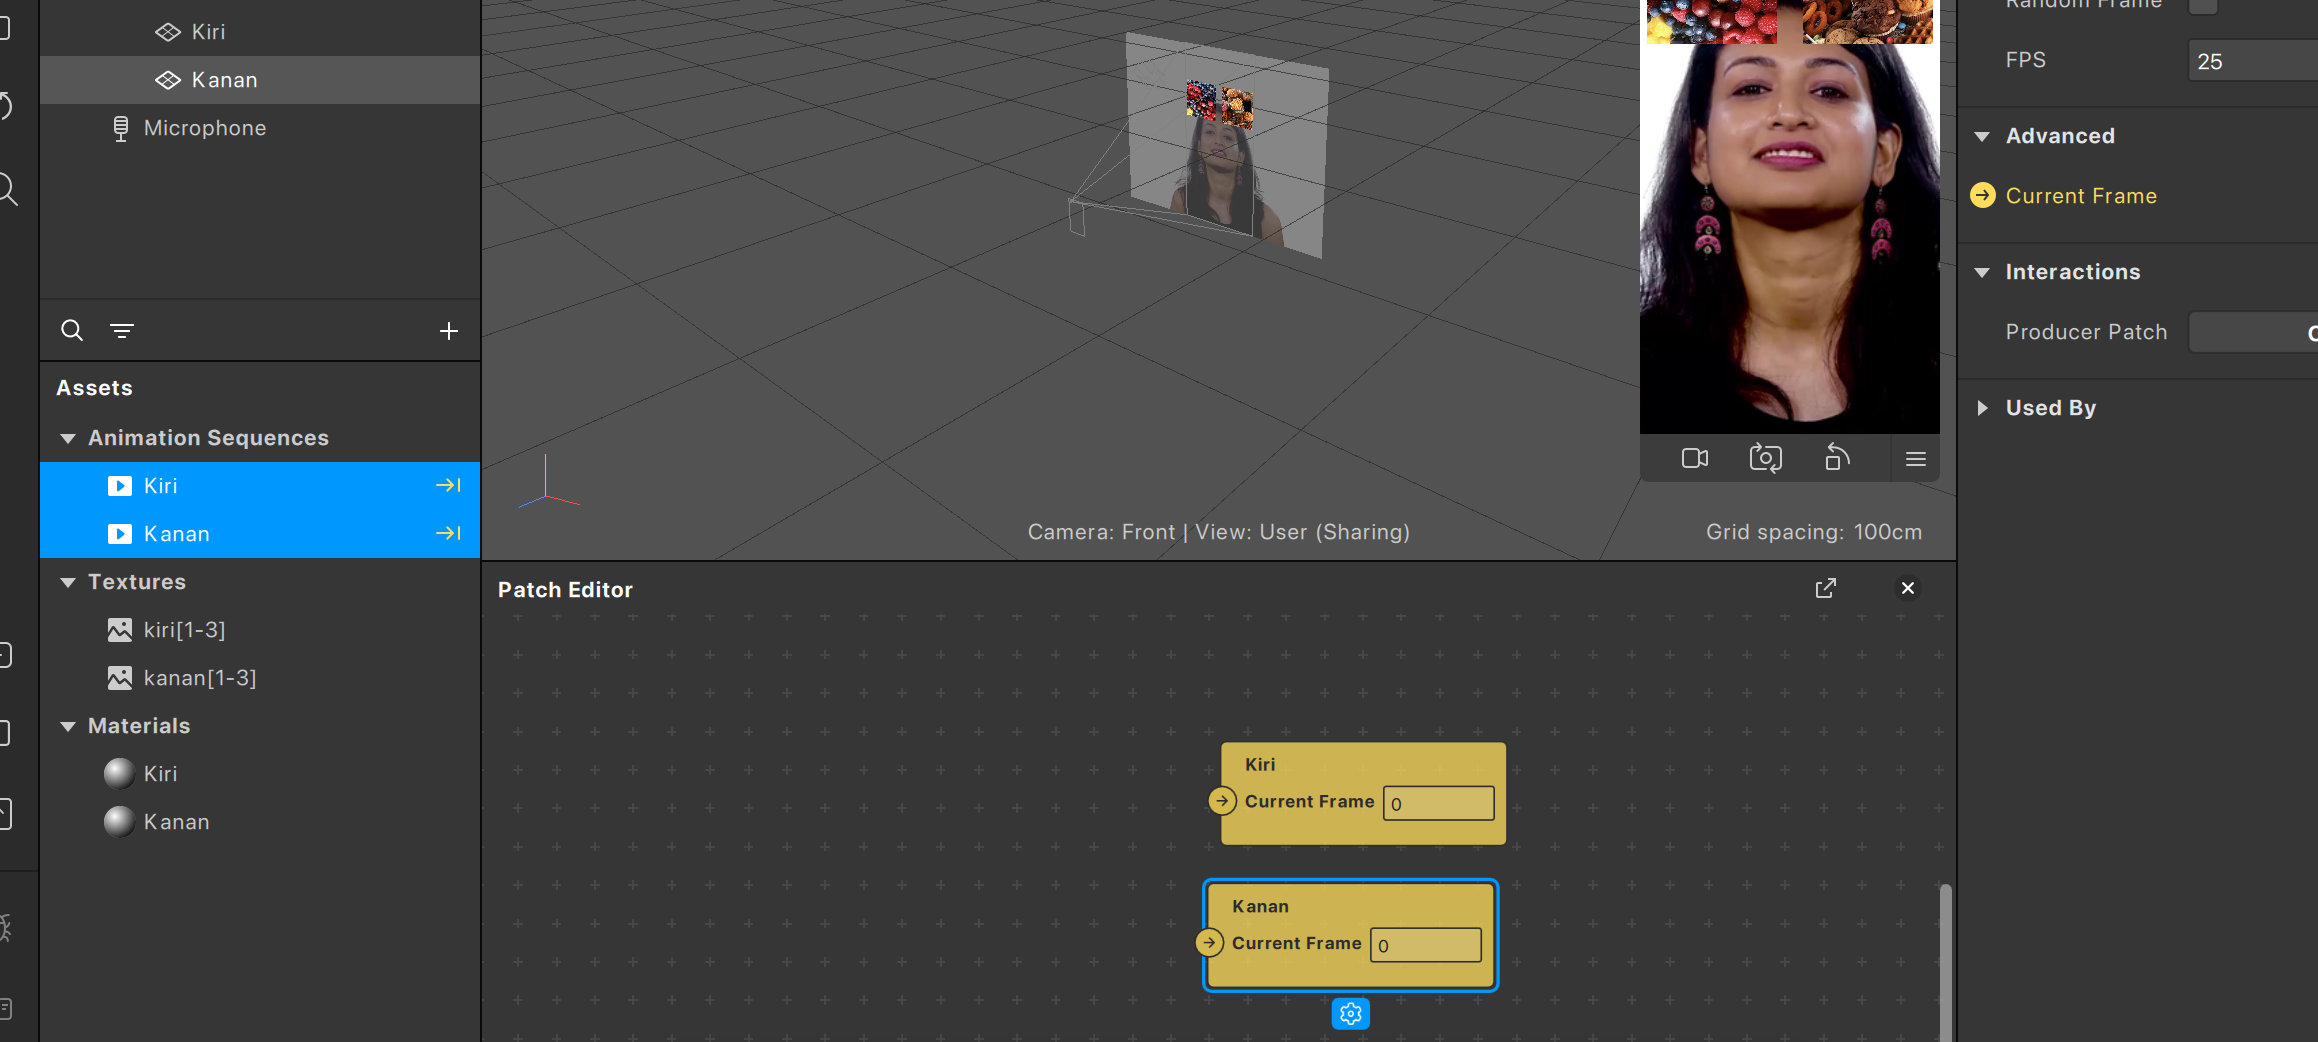 Kiri
Kanan
Microphone
Assets
Animation Sequences
Kiri
Kanan
Textures
kiri[1-3]
kanan[1-3]
Materials
Kiri
Kanan
Camera: Front | View: User (Sharing)
Grid spacing: 100cm
Patch Editor
Kiri
Current Frame 0
Kanan
Current Frame 0
Random Frame
FPS 25
Advanced
Current Frame
Interactions
Producer Patch
Used By